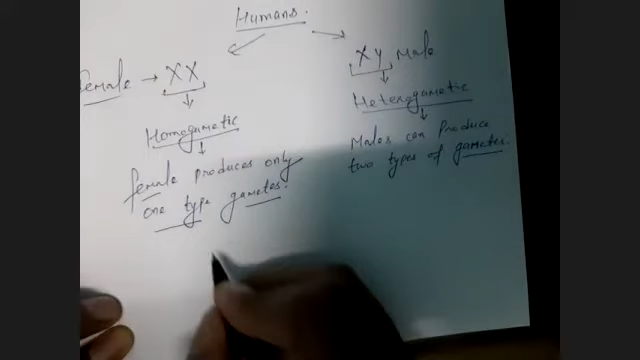 Humans.
Female → XX
XY Male
Homogametic
Heterogametic
female produces only
one type gametes.
Males can produce
two types of gametes.